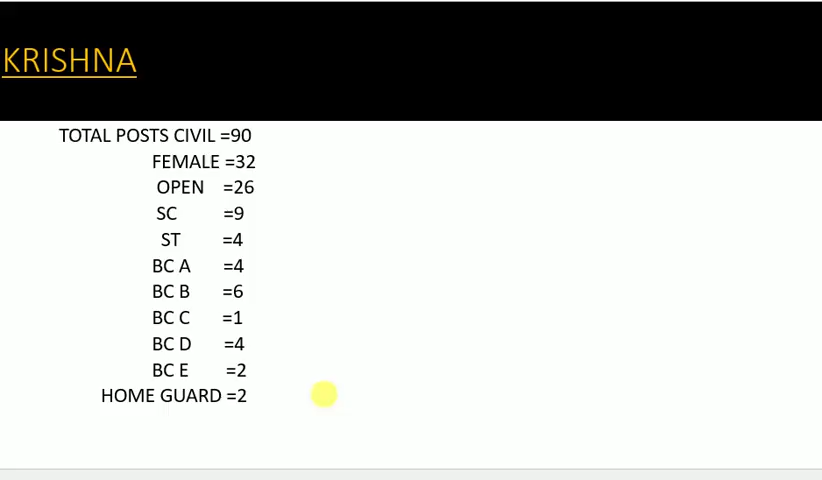 KRISHNA
TOTAL POSTS CIVIL =90
FEMALE =32
OPEN =26
SC =9
ST =4
BC A =4
BC B =6
BC C =1
BC D =4
BC E =2
HOME GUARD =2